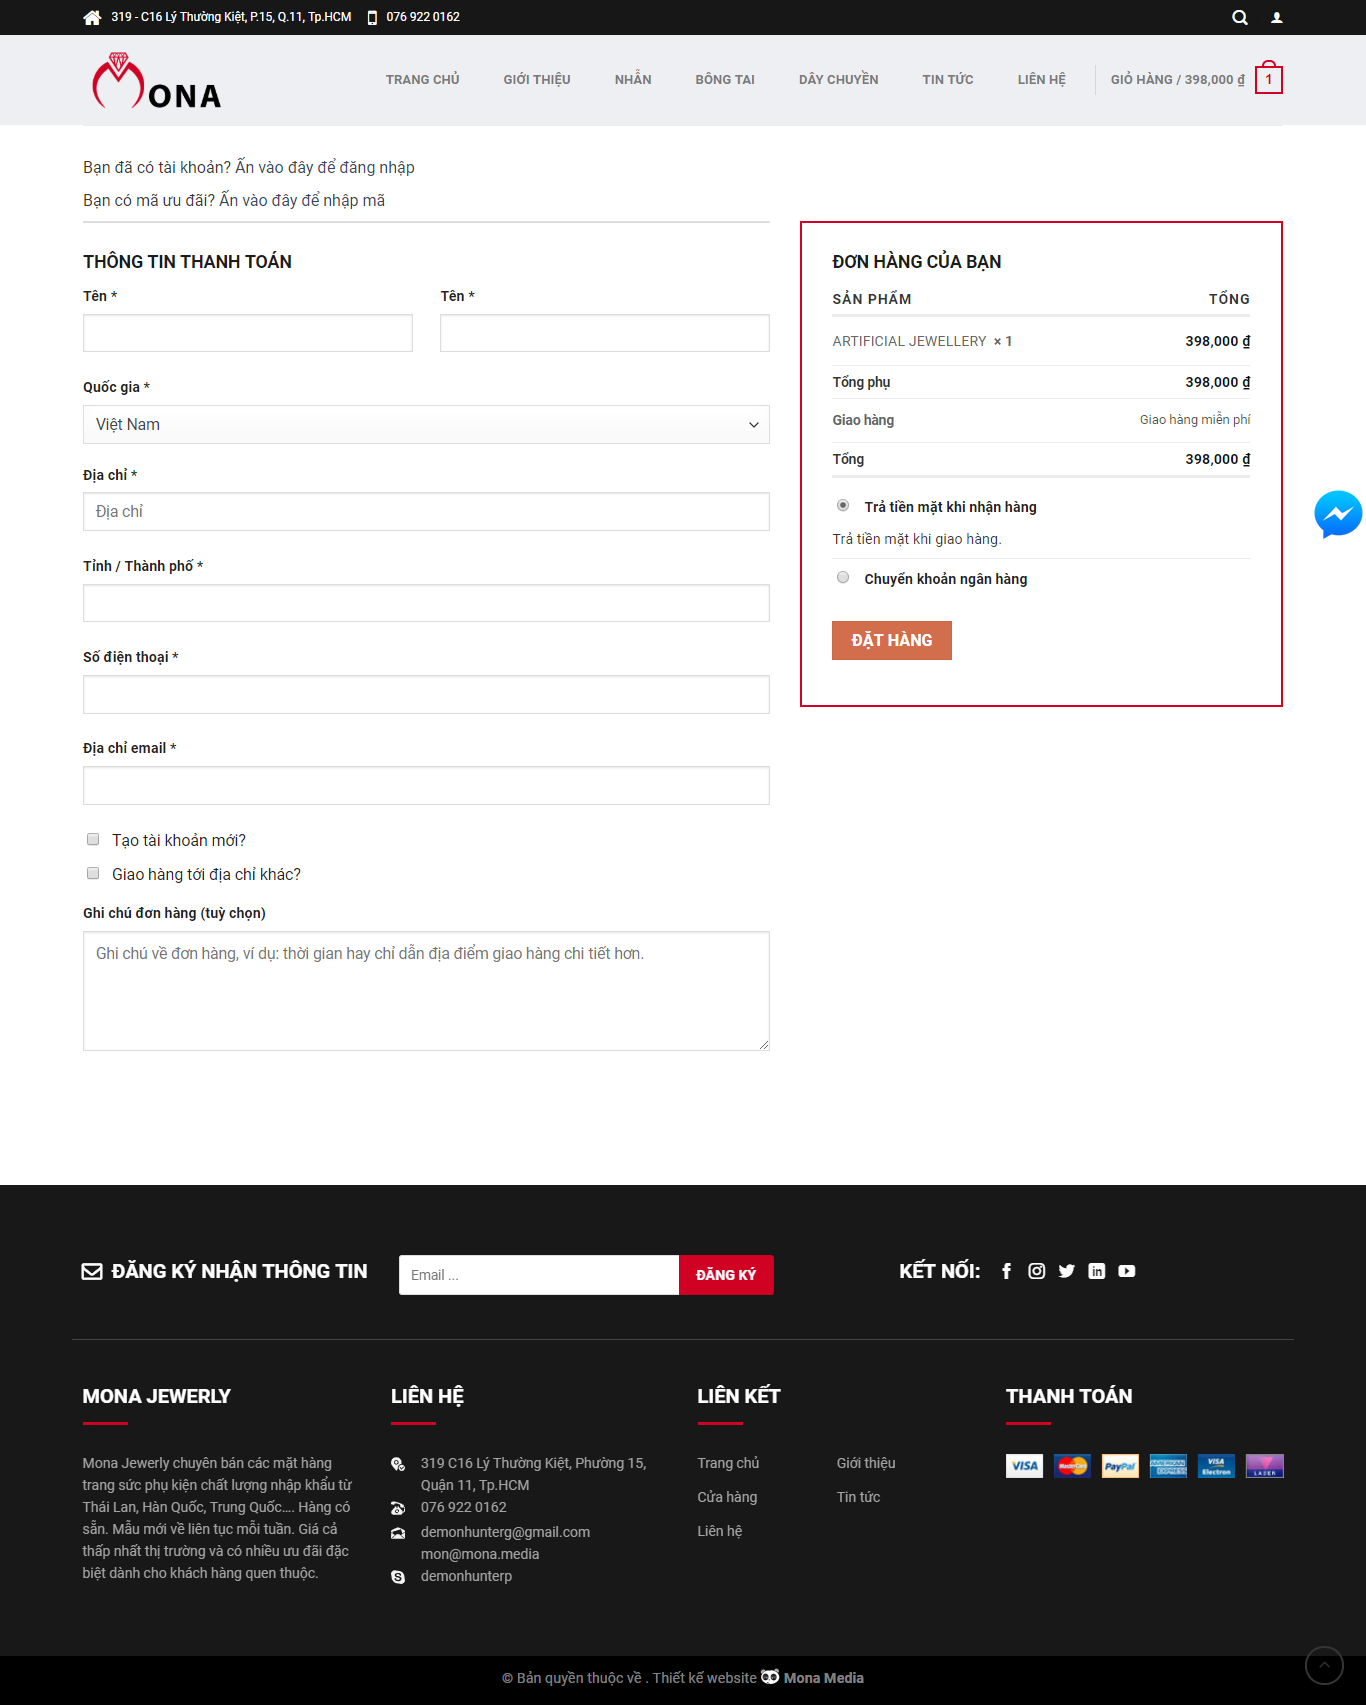 319 - C16 Lý Thường Kiệt, P.15, Q.11, Tp.HCM 076 922 0162
MONA
TRANG CHỦ GIỚI THIỆU NHẪN BÔNG TAI DÂY CHUYỀN TIN TỨC LIÊN HỆ GIỎ HÀNG / 398,000 ₫ 1
Bạn đã có tài khoản? Ấn vào đây để đăng nhập
Bạn có mã ưu đãi? Ấn vào đây để nhập mã
THÔNG TIN THANH TOÁN
Tên * Tên *
Quốc gia *
Việt Nam
Địa chỉ *
Địa chỉ
Tỉnh / Thành phố *
Số điện thoại *
Địa chỉ email *
Tạo tài khoản mới?
Giao hàng tới địa chỉ khác?
Ghi chú đơn hàng (tuỳ chọn)
Ghi chú về đơn hàng, ví dụ: thời gian hay chỉ dẫn địa điểm giao hàng chi tiết hơn.
ĐƠN HÀNG CỦA BẠN
SẢN PHẨM TỔNG
ARTIFICIAL JEWELLERY × 1 398,000 ₫
Tổng phụ 398,000 ₫
Giao hàng Giao hàng miễn phí
Tổng 398,000 ₫
Trả tiền mặt khi nhận hàng
Trả tiền mặt khi giao hàng.
Chuyển khoản ngân hàng
ĐẶT HÀNG
ĐĂNG KÝ NHẬN THÔNG TIN
Email ... ĐĂNG KÝ
KẾT NỐI:
MONA JEWERLY
Mona Jewerly chuyên bán các mặt hàng
trang sức phụ kiện chất lượng nhập khẩu từ
Thái Lan, Hàn Quốc, Trung Quốc.... Hàng có
sẵn. Mẫu mới về liên tục mỗi tuần. Giá cả
thấp nhất thị trường và có nhiều ưu đãi đặc
biệt dành cho khách hàng quen thuộc.
LIÊN HỆ
319 C16 Lý Thường Kiệt, Phường 15,
Quận 11, Tp.HCM
076 922 0162
demonhunterg@gmail.com
mon@mona.media
demonhunterp
LIÊN KẾT
Trang chủ Giới thiệu
Cửa hàng Tin tức
Liên hệ
THANH TOÁN
VISA MasterCard PayPal AMERICAN EXPRESS VISA Electron LASER
© Bản quyền thuộc về . Thiết kế website Mona Media